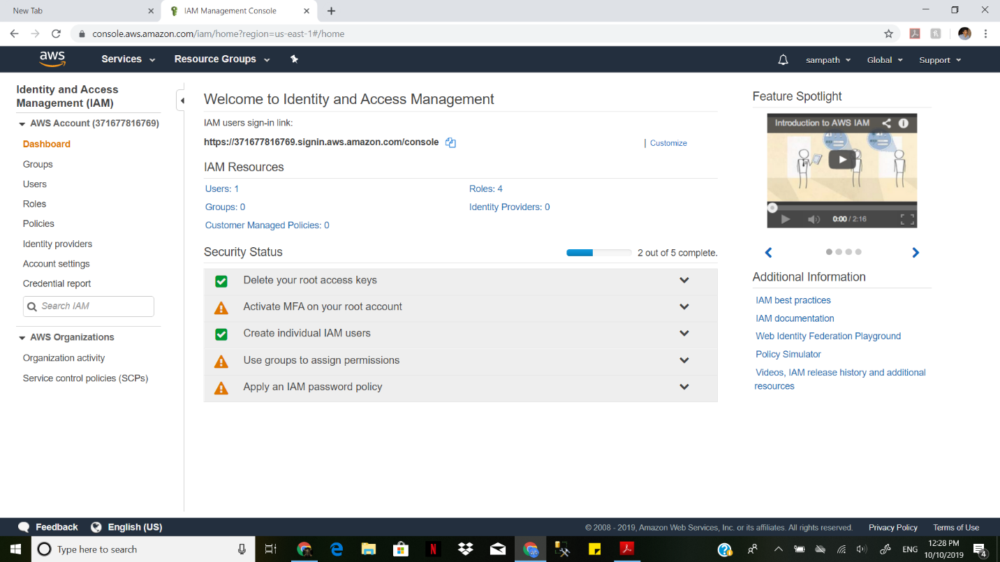 New Tab
IAM Management Console
console.aws.amazon.com/iam/home?region=us-east-1#/home
aws
Services
Resource Groups
sampath
Global
Support
Identity and Access
Management (IAM)
AWS Account (371677816769)
Dashboard
Groups
Users
Roles
Policies
Identity providers
Account settings
Credential report
Search IAM
AWS Organizations
Organization activity
Service control policies (SCPs)
Welcome to Identity and Access Management
IAM users sign-in link:
https://371677816769.signin.aws.amazon.com/console
Customize
IAM Resources
Users: 1
Roles: 4
Groups: 0
Identity Providers: 0
Customer Managed Policies: 0
Security Status
2 out of 5 complete.
Delete your root access keys
Activate MFA on your root account
Create individual IAM users
Use groups to assign permissions
Apply an IAM password policy
Feature Spotlight
Introduction to AWS IAM
0:00 / 2:16
Additional Information
IAM best practices
IAM documentation
Web Identity Federation Playground
Policy Simulator
Videos, IAM release history and additional
resources
Feedback
English (US)
© 2008 - 2019, Amazon Web Services, Inc. or its affiliates. All rights reserved.
Privacy Policy
Terms of Use
Type here to search
ENG
12:28 PM
10/10/2019
4